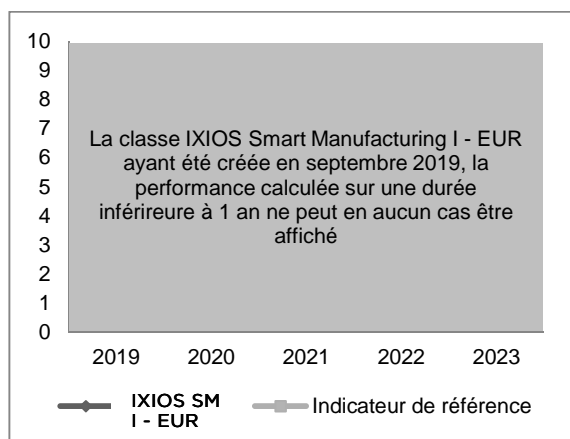 10
9
8
7
6
5
4
3
2
1
0
La classe IXIOS Smart Manufacturing I - EUR
ayant été créée en septembre 2019, la
performance calculée sur une durée
inférireure à 1 an ne peut en aucun cas être
affiché
2019 2020 2021 2022 2023
IXIOS SM
I - EUR
Indicateur de référence